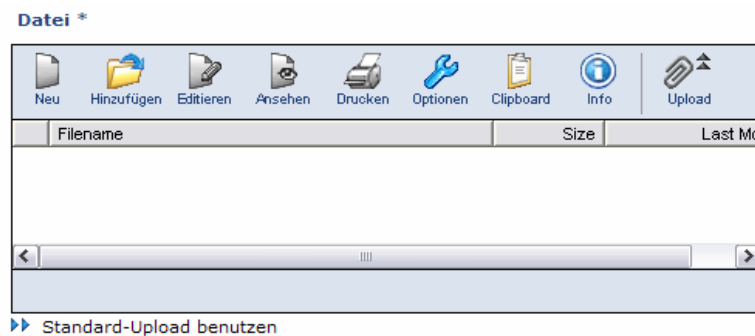 Datei *
Neu Hinzufügen Editieren Ansehen Drucken Optionen Clipboard Info Upload
Filename Size Last Mo
Standard-Upload benutzen